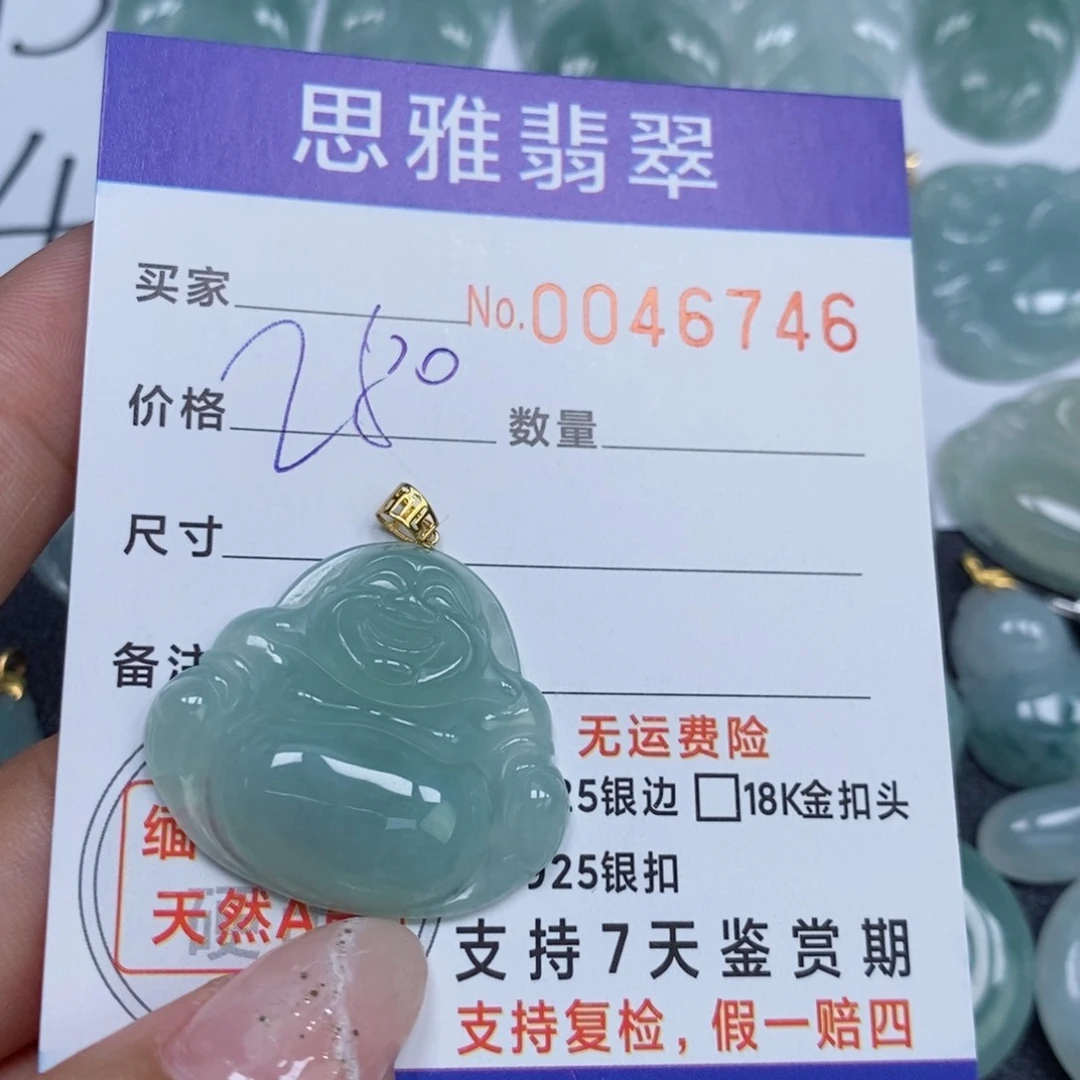 思雅翡翠
买家 No.0046746
价格 280 数量
尺寸
备注
无运费险
25银边 □18K金扣头
缅
925银扣
天然A
支持7天鉴赏期
支持复检，假一赔四
4